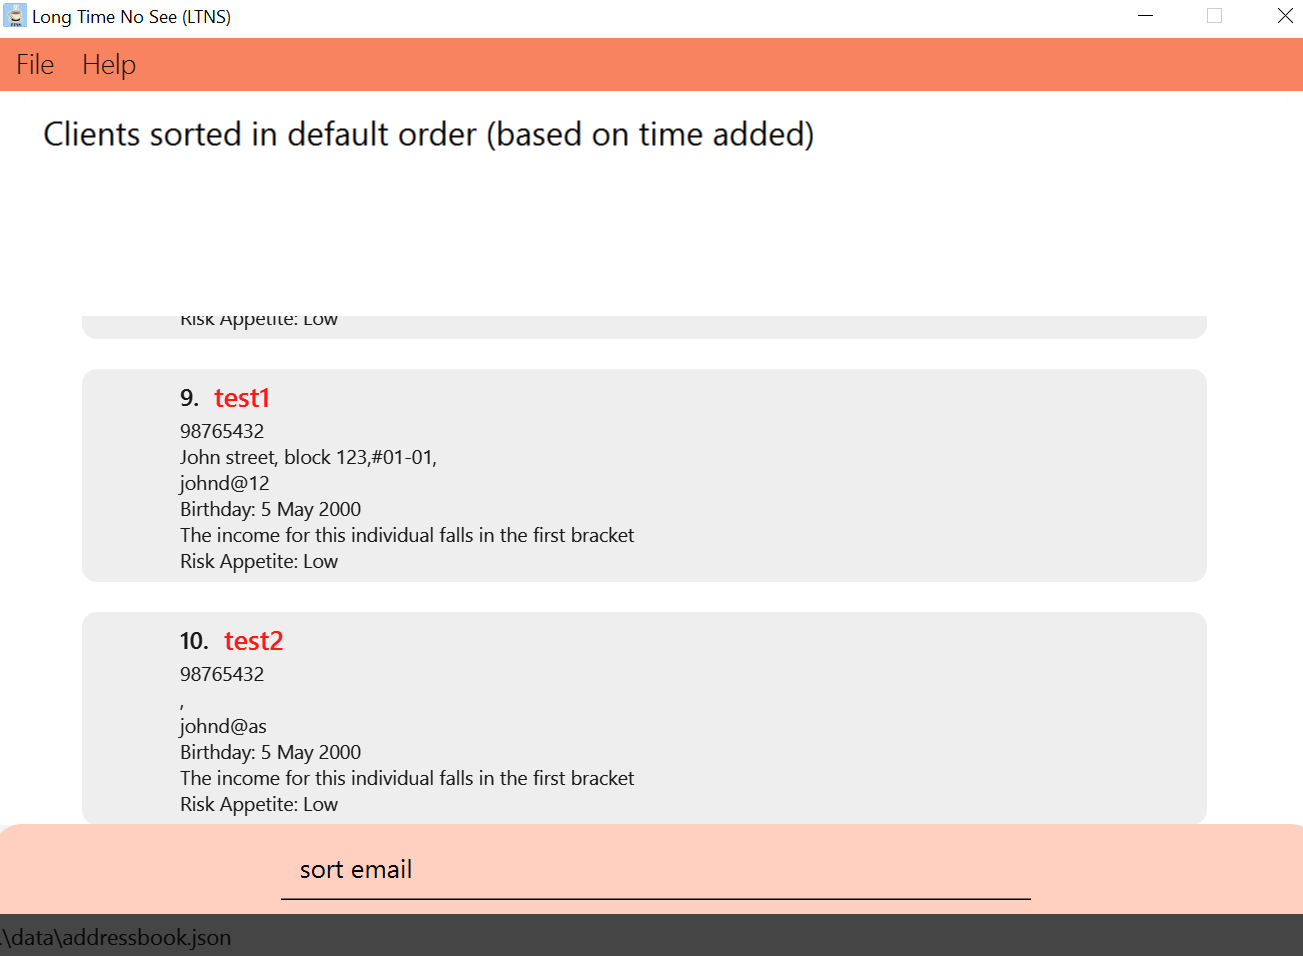 Long Time No See (LTNS)
File Help
Clients sorted in default order (based on time added)
Risk Appetite: Low
9. test1
98765432
John street, block 123,#01-01,
johnd@12
Birthday: 5 May 2000
The income for this individual falls in the first bracket
Risk Appetite: Low
10. test2
98765432
,
johnd@as
Birthday: 5 May 2000
The income for this individual falls in the first bracket
Risk Appetite: Low
sort email
.\data\addressbook.json